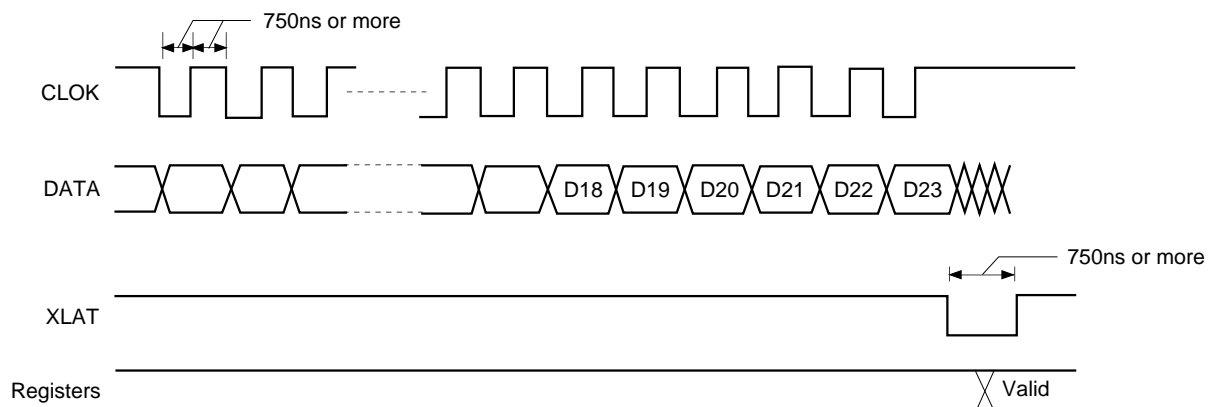 750ns or more
CLOK
DATA
D18 D19 D20 D21 D22 D23
750ns or more
XLAT
Registers
Valid